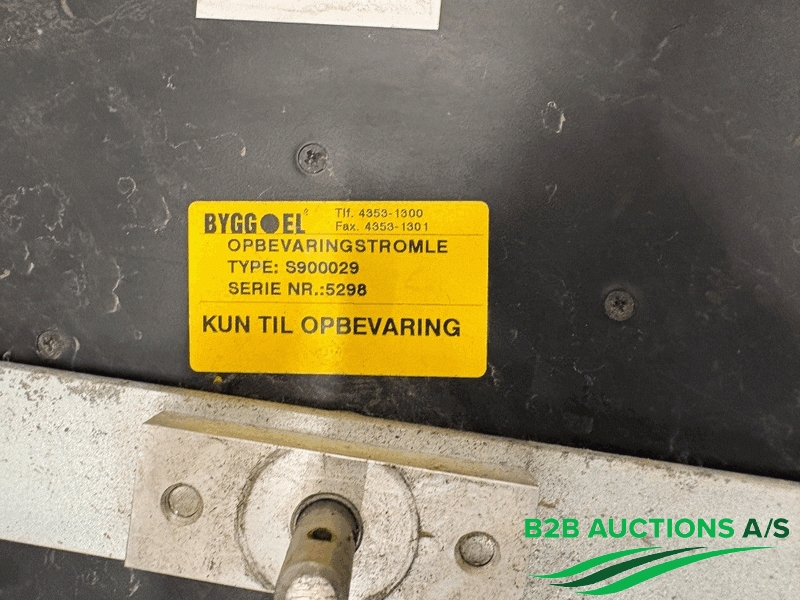 BYGG EL® Tlf. 4353-1300
Fax. 4353-1301
OPBEVARINGSTROMLE
TYPE: S900029
SERIE NR.:5298
KUN TIL OPBEVARING
B2B AUCTIONS A/S